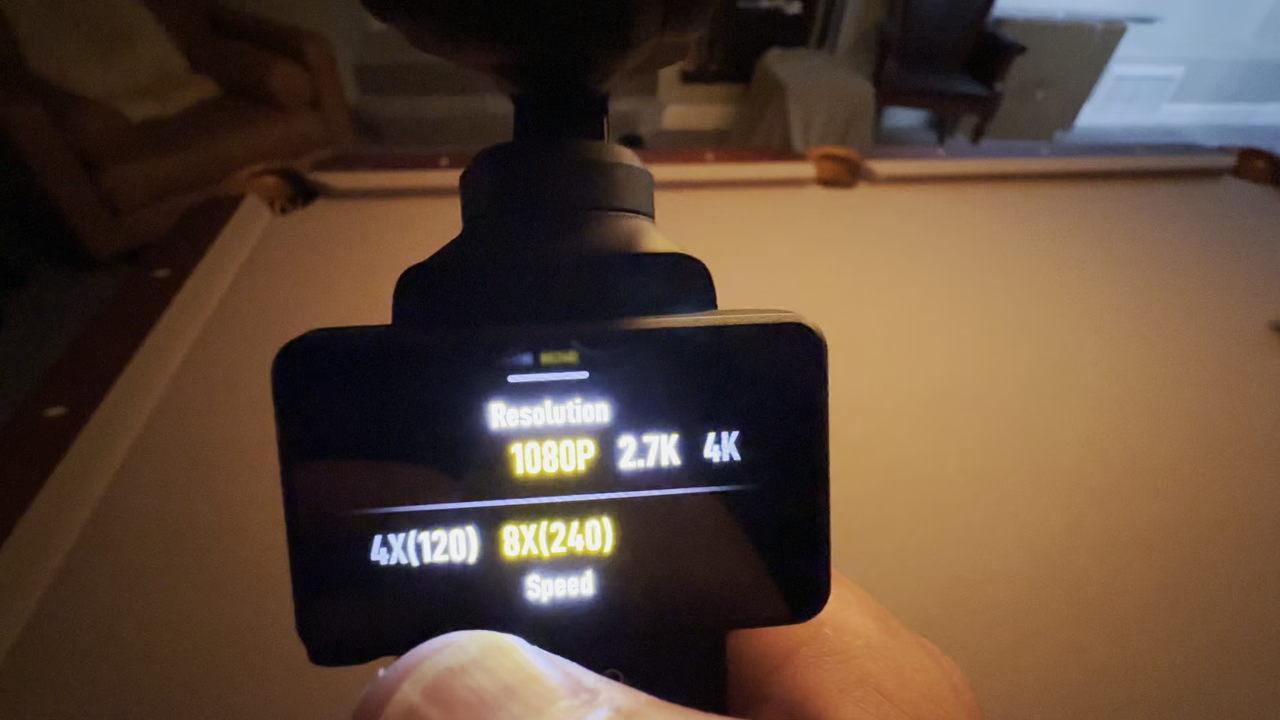 Resolution
1080P 2.7K 4K
4X(120) 8X(240)
Speed